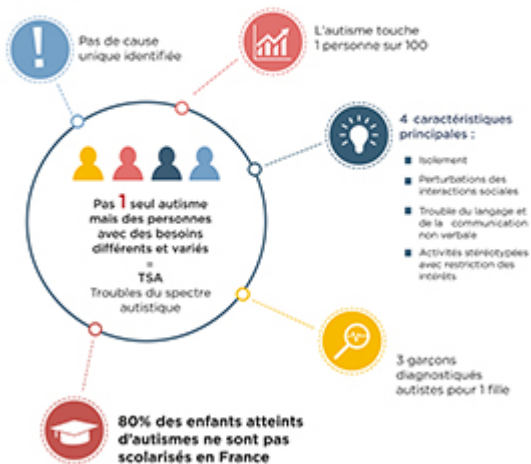 Pas de cause
unique identifiée
L'autisme touche
1 personne sur 100
4 caractéristiques
principales :
Isolement
Perturbations des
interactions sociales
Trouble du langage et
de la communication
non verbale
Activités stéréotypées
avec restriction des
intérêts
Pas 1 seul autisme
mais des personnes
avec des besoins
différents et variés
=
TSA
Troubles du spectre
autistique
3 garçons
diagnostiqués
autistes pour 1 fille
80% des enfants atteints
d'autismes ne sont pas
scolarisés en France